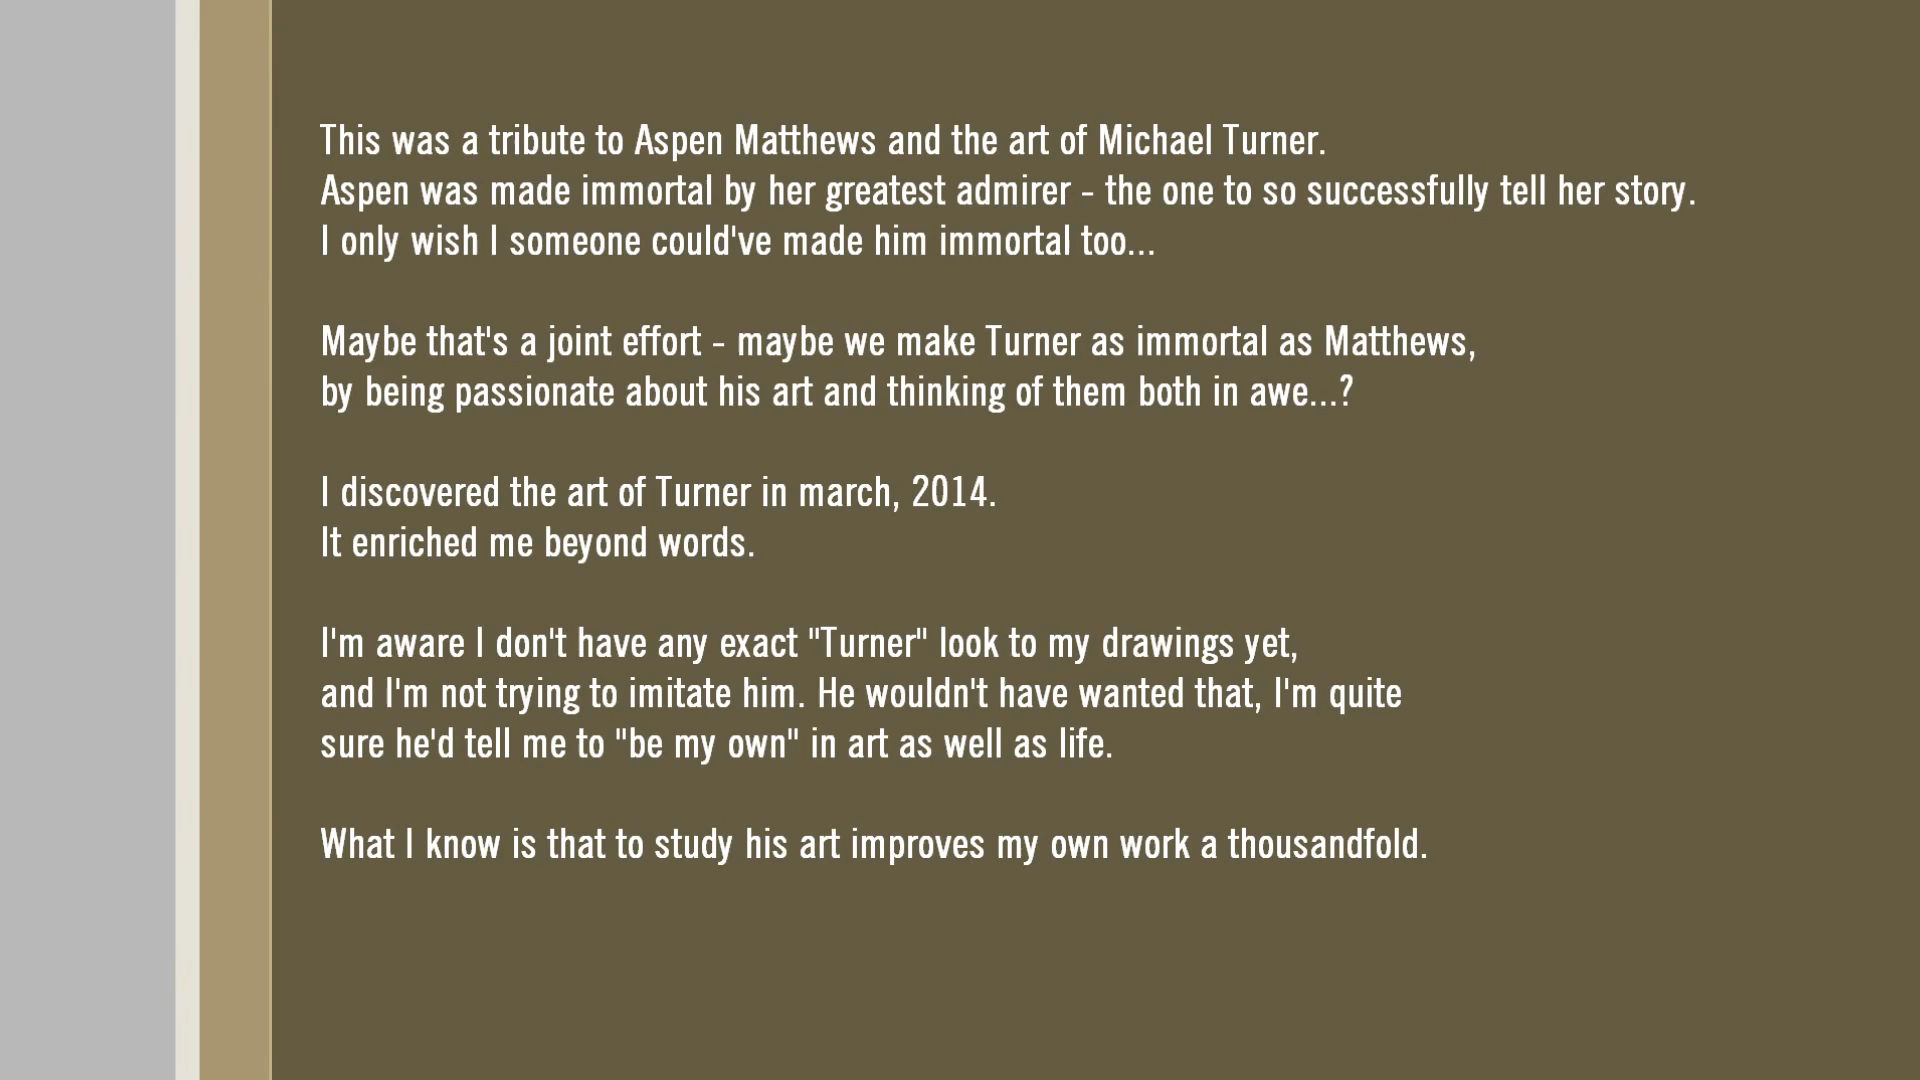 This was a tribute to Aspen Matthews and the art of Michael Turner.
Aspen was made immortal by her greatest admirer - the one to so successfully tell her story.
I only wish I someone could've made him immortal too...
Maybe that's a joint effort - maybe we make Turner as immortal as Matthews,
by being passionate about his art and thinking of them both in awe...?
I discovered the art of Turner in march, 2014.
It enriched me beyond words.
I'm aware I don't have any exact "Turner" look to my drawings yet,
and I'm not trying to imitate him. He wouldn't have wanted that, I'm quite
sure he'd tell me to "be my own" in art as well as life.
What I know is that to study his art improves my own work a thousandfold.